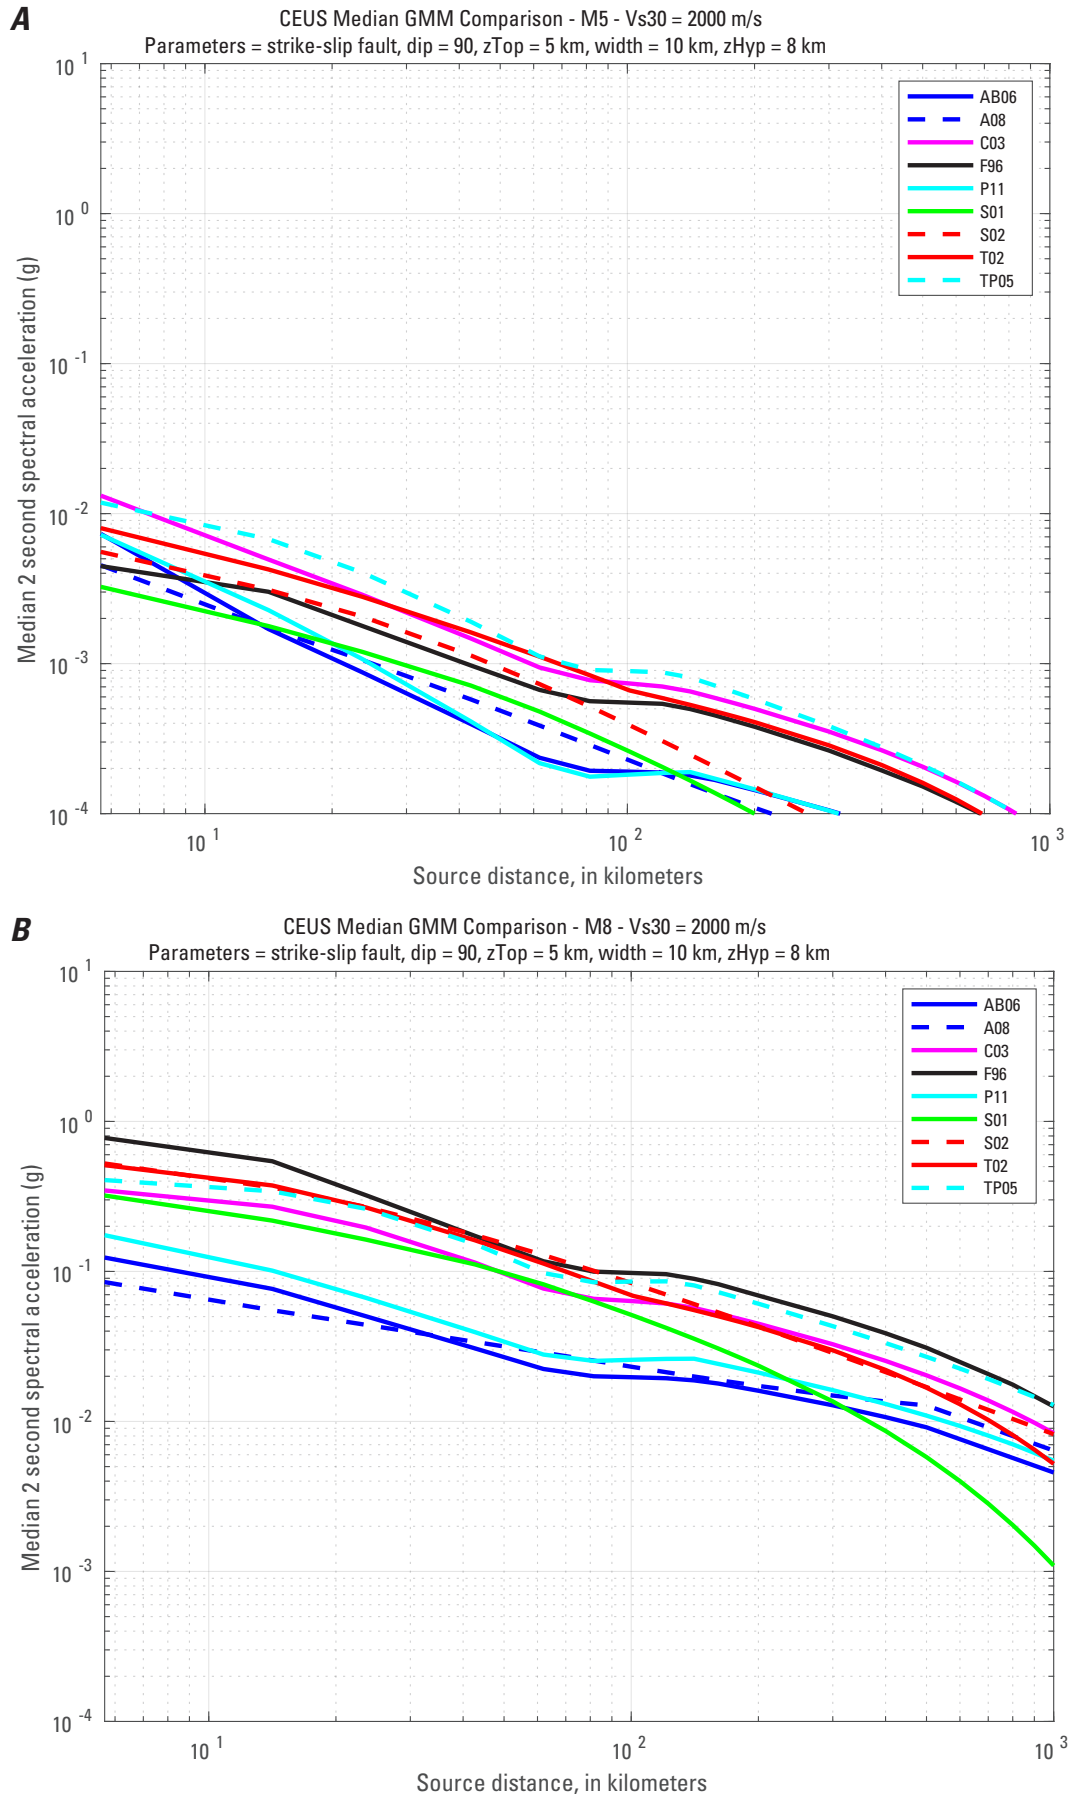 A
CEUS Median GMM Comparison - M5 - Vs30 = 2000 m/s
Parameters = strike-slip fault, dip = 90, zTop = 5 km, width = 10 km, zHyp = 8 km
10 1
10 0
10 -1
10 -2
10 -3
10 -4
Median 2 second spectral acceleration (g)
AB06
A08
C03
F96
P11
S01
S02
T02
TP05
10 1
10 2
10 3
Source distance, in kilometers
B
CEUS Median GMM Comparison - M8 - Vs30 = 2000 m/s
Parameters = strike-slip fault, dip = 90, zTop = 5 km, width = 10 km, zHyp = 8 km
10 1
10 0
10 -1
10 -2
10 -3
10 -4
Median 2 second spectral acceleration (g)
AB06
A08
C03
F96
P11
S01
S02
T02
TP05
10 1
10 2
10 3
Source distance, in kilometers